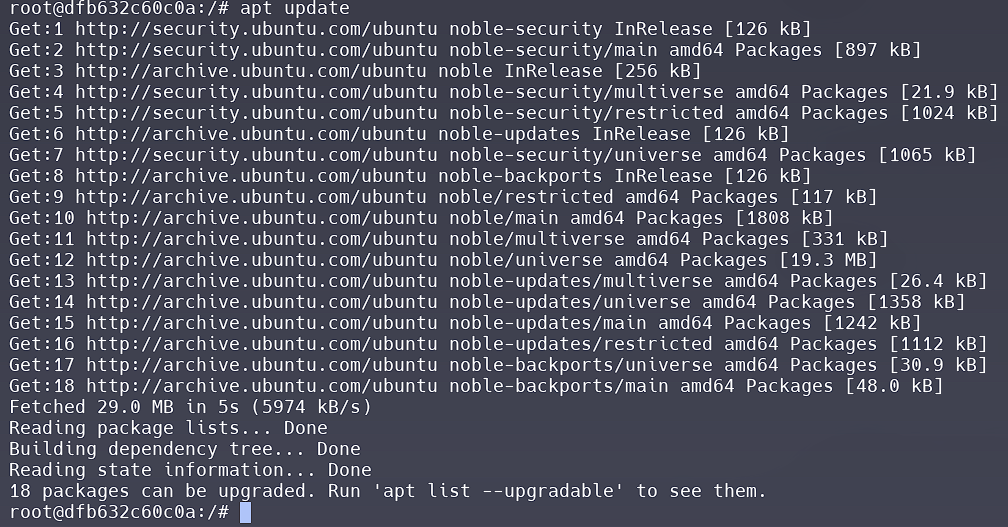 root@dfb632c60c0a:/# apt update
Get:1 http://security.ubuntu.com/ubuntu noble-security InRelease [126 kB]
Get:2 http://security.ubuntu.com/ubuntu noble-security/main amd64 Packages [897 kB]
Get:3 http://archive.ubuntu.com/ubuntu noble InRelease [256 kB]
Get:4 http://security.ubuntu.com/ubuntu noble-security/multiverse amd64 Packages [21.9 kB]
Get:5 http://security.ubuntu.com/ubuntu noble-security/restricted amd64 Packages [1024 kB]
Get:6 http://archive.ubuntu.com/ubuntu noble-updates InRelease [126 kB]
Get:7 http://security.ubuntu.com/ubuntu noble-security/universe amd64 Packages [1065 kB]
Get:8 http://archive.ubuntu.com/ubuntu noble-backports InRelease [126 kB]
Get:9 http://archive.ubuntu.com/ubuntu noble/restricted amd64 Packages [117 kB]
Get:10 http://archive.ubuntu.com/ubuntu noble/main amd64 Packages [1808 kB]
Get:11 http://archive.ubuntu.com/ubuntu noble/multiverse amd64 Packages [331 kB]
Get:12 http://archive.ubuntu.com/ubuntu noble/universe amd64 Packages [19.3 MB]
Get:13 http://archive.ubuntu.com/ubuntu noble-updates/multiverse amd64 Packages [26.4 kB]
Get:14 http://archive.ubuntu.com/ubuntu noble-updates/universe amd64 Packages [1358 kB]
Get:15 http://archive.ubuntu.com/ubuntu noble-updates/main amd64 Packages [1242 kB]
Get:16 http://archive.ubuntu.com/ubuntu noble-updates/restricted amd64 Packages [1112 kB]
Get:17 http://archive.ubuntu.com/ubuntu noble-backports/universe amd64 Packages [30.9 kB]
Get:18 http://archive.ubuntu.com/ubuntu noble-backports/main amd64 Packages [48.0 kB]
Fetched 29.0 MB in 5s (5974 kB/s)
Reading package lists... Done
Building dependency tree... Done
Reading state information... Done
18 packages can be upgraded. Run 'apt list --upgradable' to see them.
root@dfb632c60c0a:/#